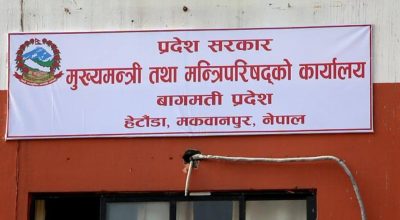 प्रदेश सरकार
मुख्यमन्त्री तथा मन्त्रिपरिषद्को कार्यालय
बागमती प्रदेश
हेटौंडा, मकवानपुर, नेपाल